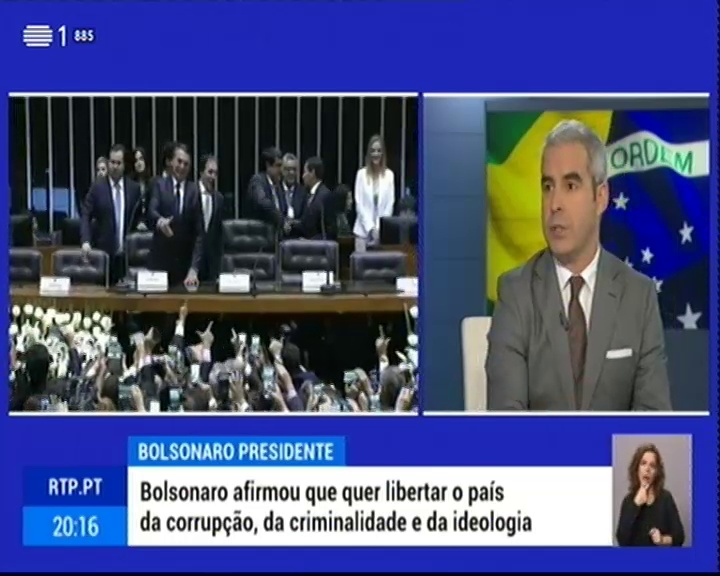 1 885
ORDEM
BOLSONARO PRESIDENTE
RTP.PT
Bolsonaro afirmou que quer libertar o país
20:16
da corrupção, da criminalidade e da ideologia